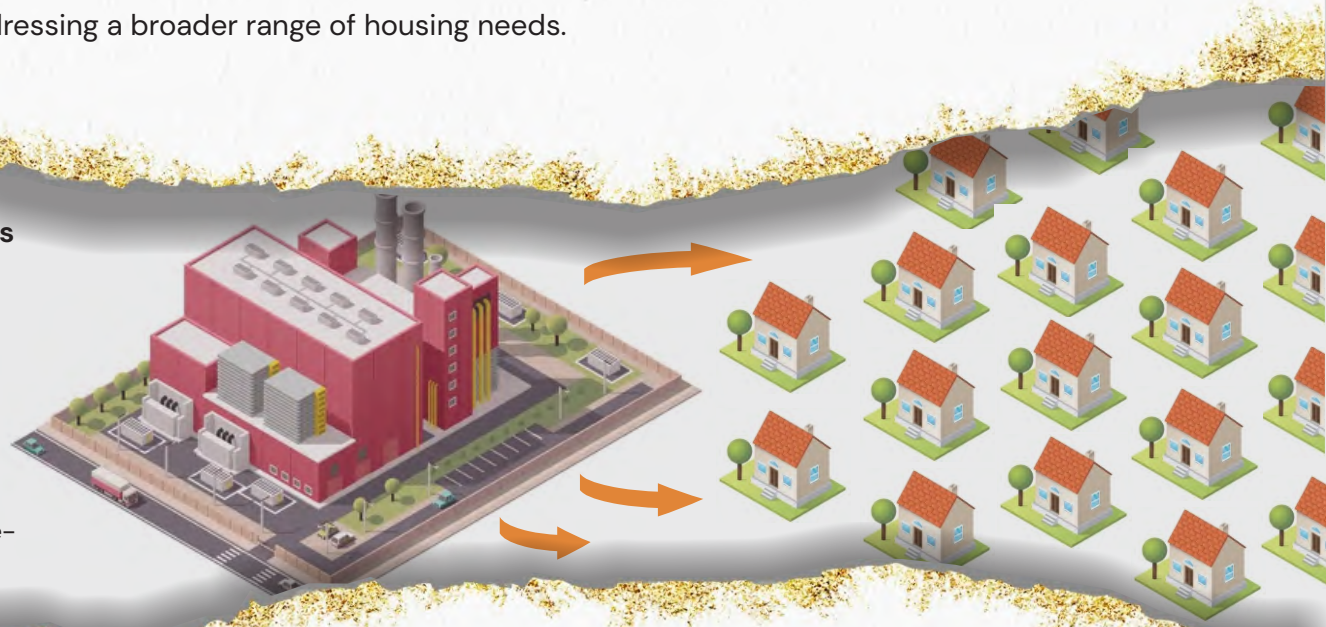 dressing a broader range of housing needs.
s
e-